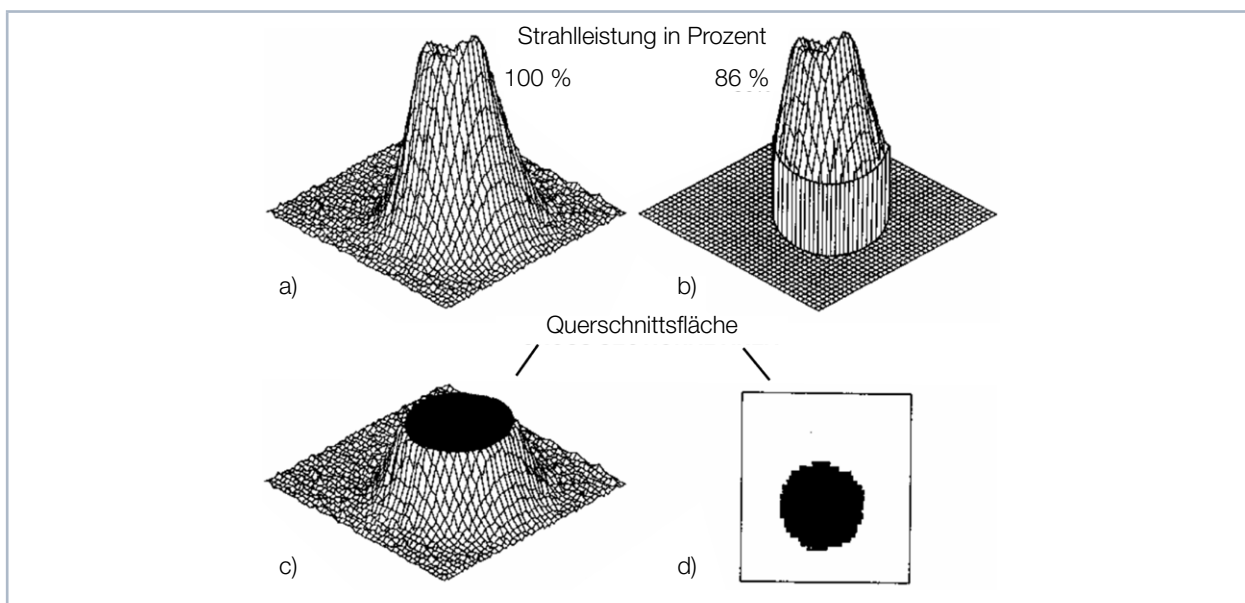 Strahlleistung in Prozent
100 %
86 %
a)
b)
Querschnittsfläche
c)
d)